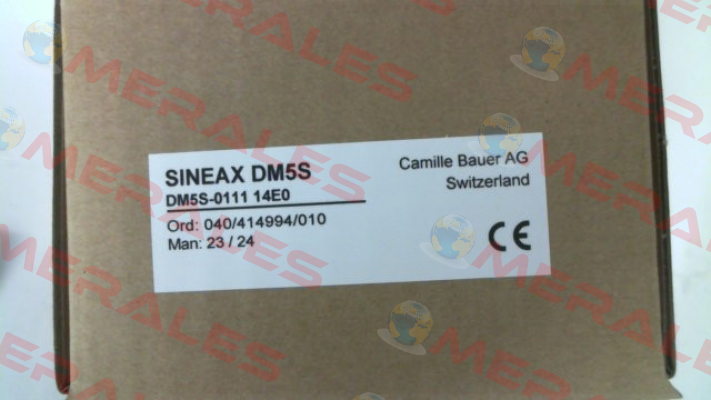 SINEAX DM5S
DM5S-0111 14E0
Ord: 040/414994/010
Man: 23 / 24
Camille Bauer AG
Switzerland
CE
MERALES
MERALES
MERALES
MERALES
MERALES
MERALES